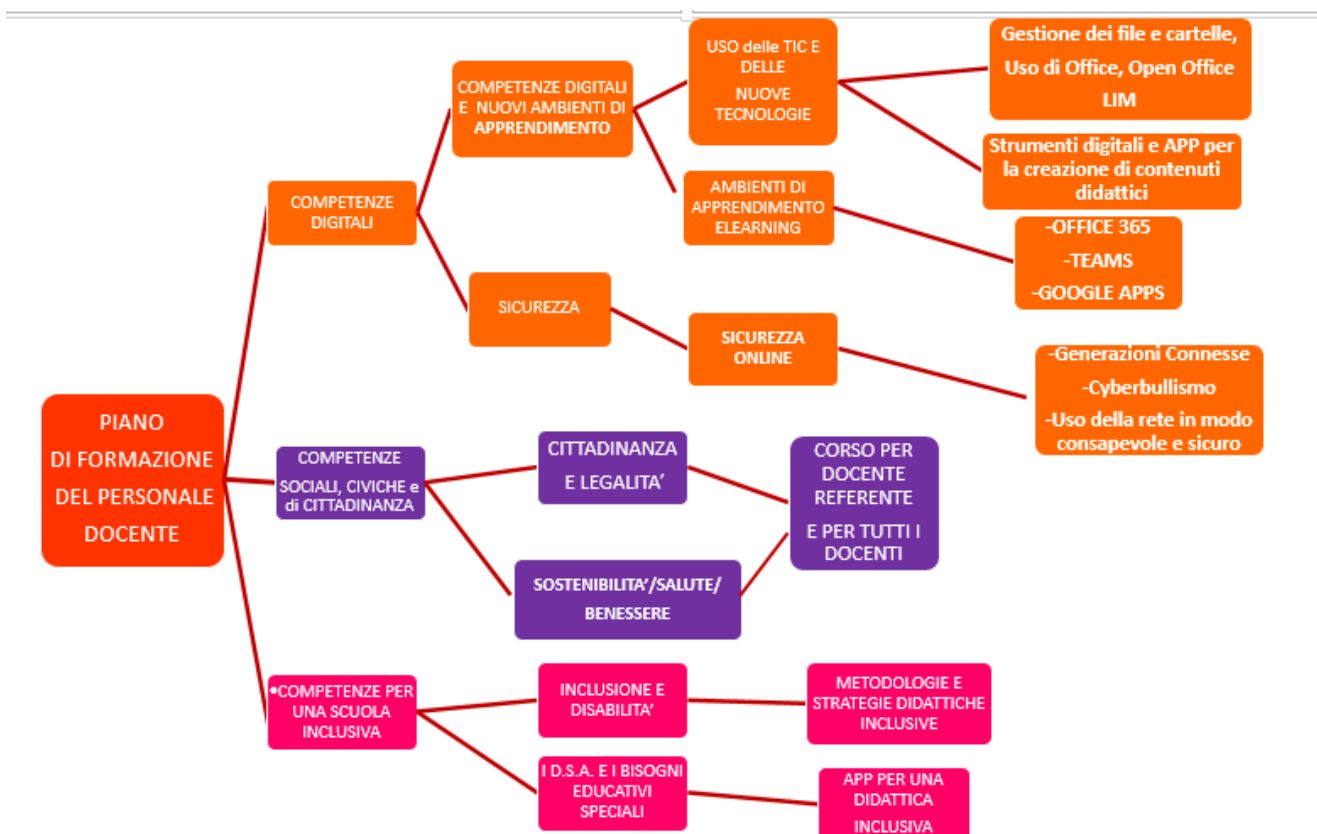 PIANO
DI FORMAZIONE
DEL PERSONALE
DOCENTE
COMPETENZE
DIGITALI
COMPETENZE DIGITALI
E NUOVI AMBIENTI DI
APPRENDIMENTO
USO delle TIC E
DELLE
NUOVE
TECNOLOGIE
Gestione dei file e cartelle,
Uso di Office, Open Office
LIM
Strumenti digitali e APP per
la creazione di contenuti
didattici
AMBIENTI DI
APPRENDIMENTO
ELEARNING
-OFFICE 365
-TEAMS
-GOOGLE APPS
SICUREZZA
SICUREZZA
ONLINE
-Generazioni Connesse
-Cyberbullismo
-Uso della rete in modo
consapevole e sicuro
COMPETENZE
SOCIALI, CIVICHE e
di CITTADINANZA
CITTADINANZA
E LEGALITA’
SOSTENIBILITA’/SALUTE/
BENESSERE
CORSO PER
DOCENTE
REFERENTE
E PER TUTTI I
DOCENTI
•COMPETENZE PER
UNA SCUOLA
INCLUSIVA
INCLUSIONE E
DISABILITA’
METODOLOGIE E
STRATEGIE DIDATTICHE
INCLUSIVE
I D.S.A. E I BISOGNI
EDUCATIVI
SPECIALI
APP PER UNA
DIDATTICA
INCLUSIVA